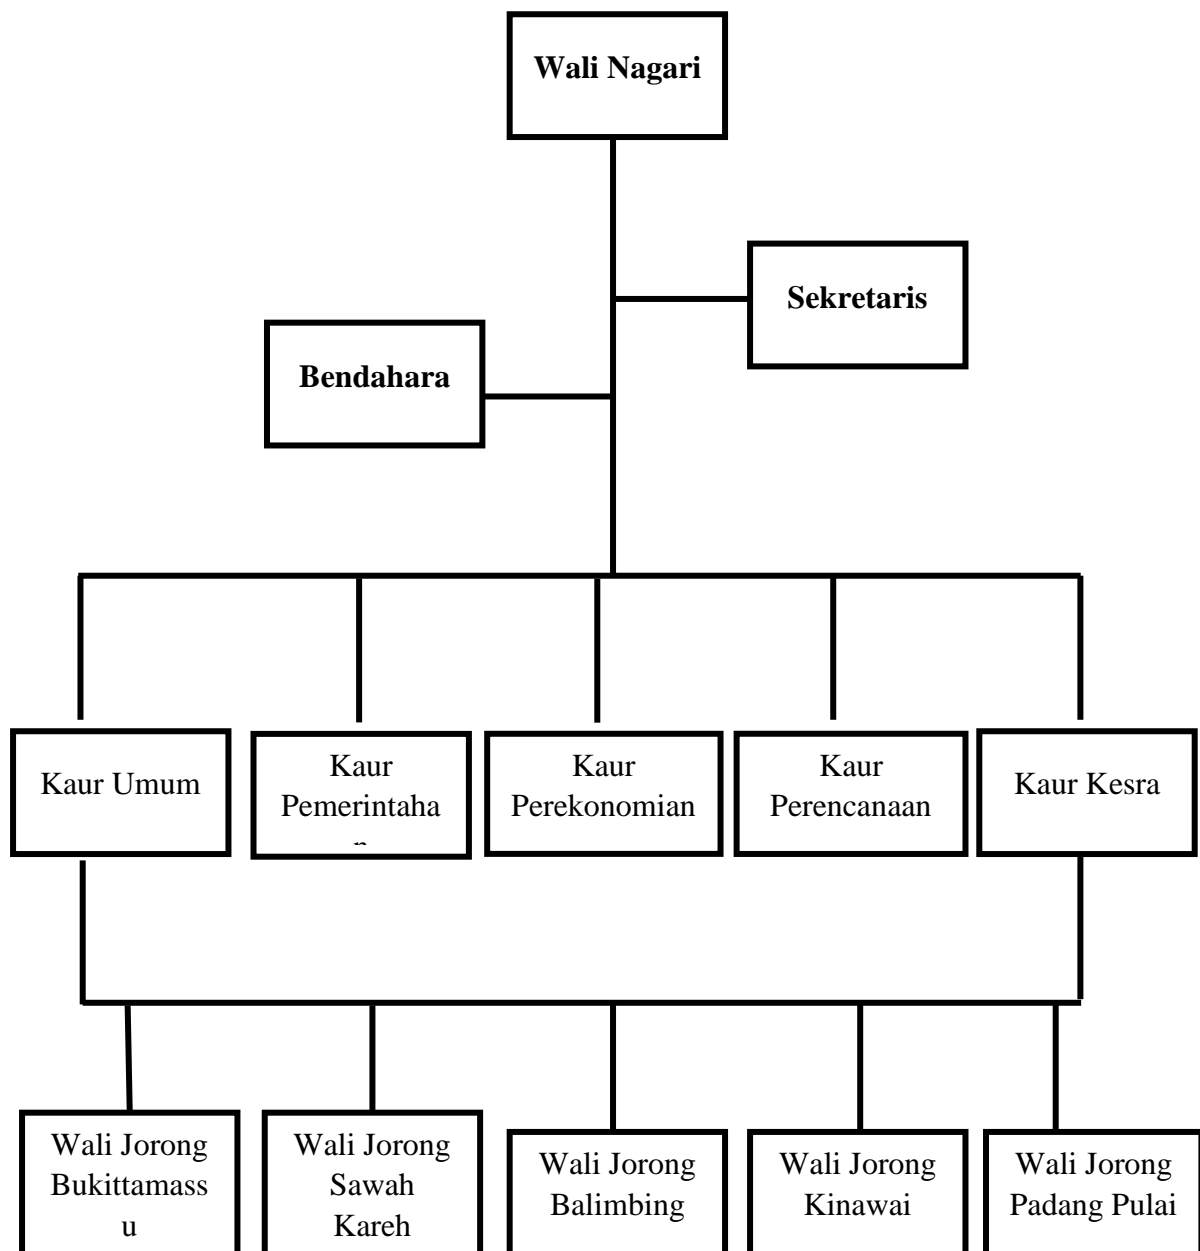 Wali Nagari
Sekretaris
Bendahara
Kaur Umum
Kaur
Pemerintaha
n
Kaur
Perekonomian
Kaur
Perencanaan
Kaur Kesra
Wali Jorong
Bukittamass
u
Wali Jorong
Sawah
Kareh
Wali Jorong
Balimbing
Wali Jorong
Kinawai
Wali Jorong
Padang Pulai